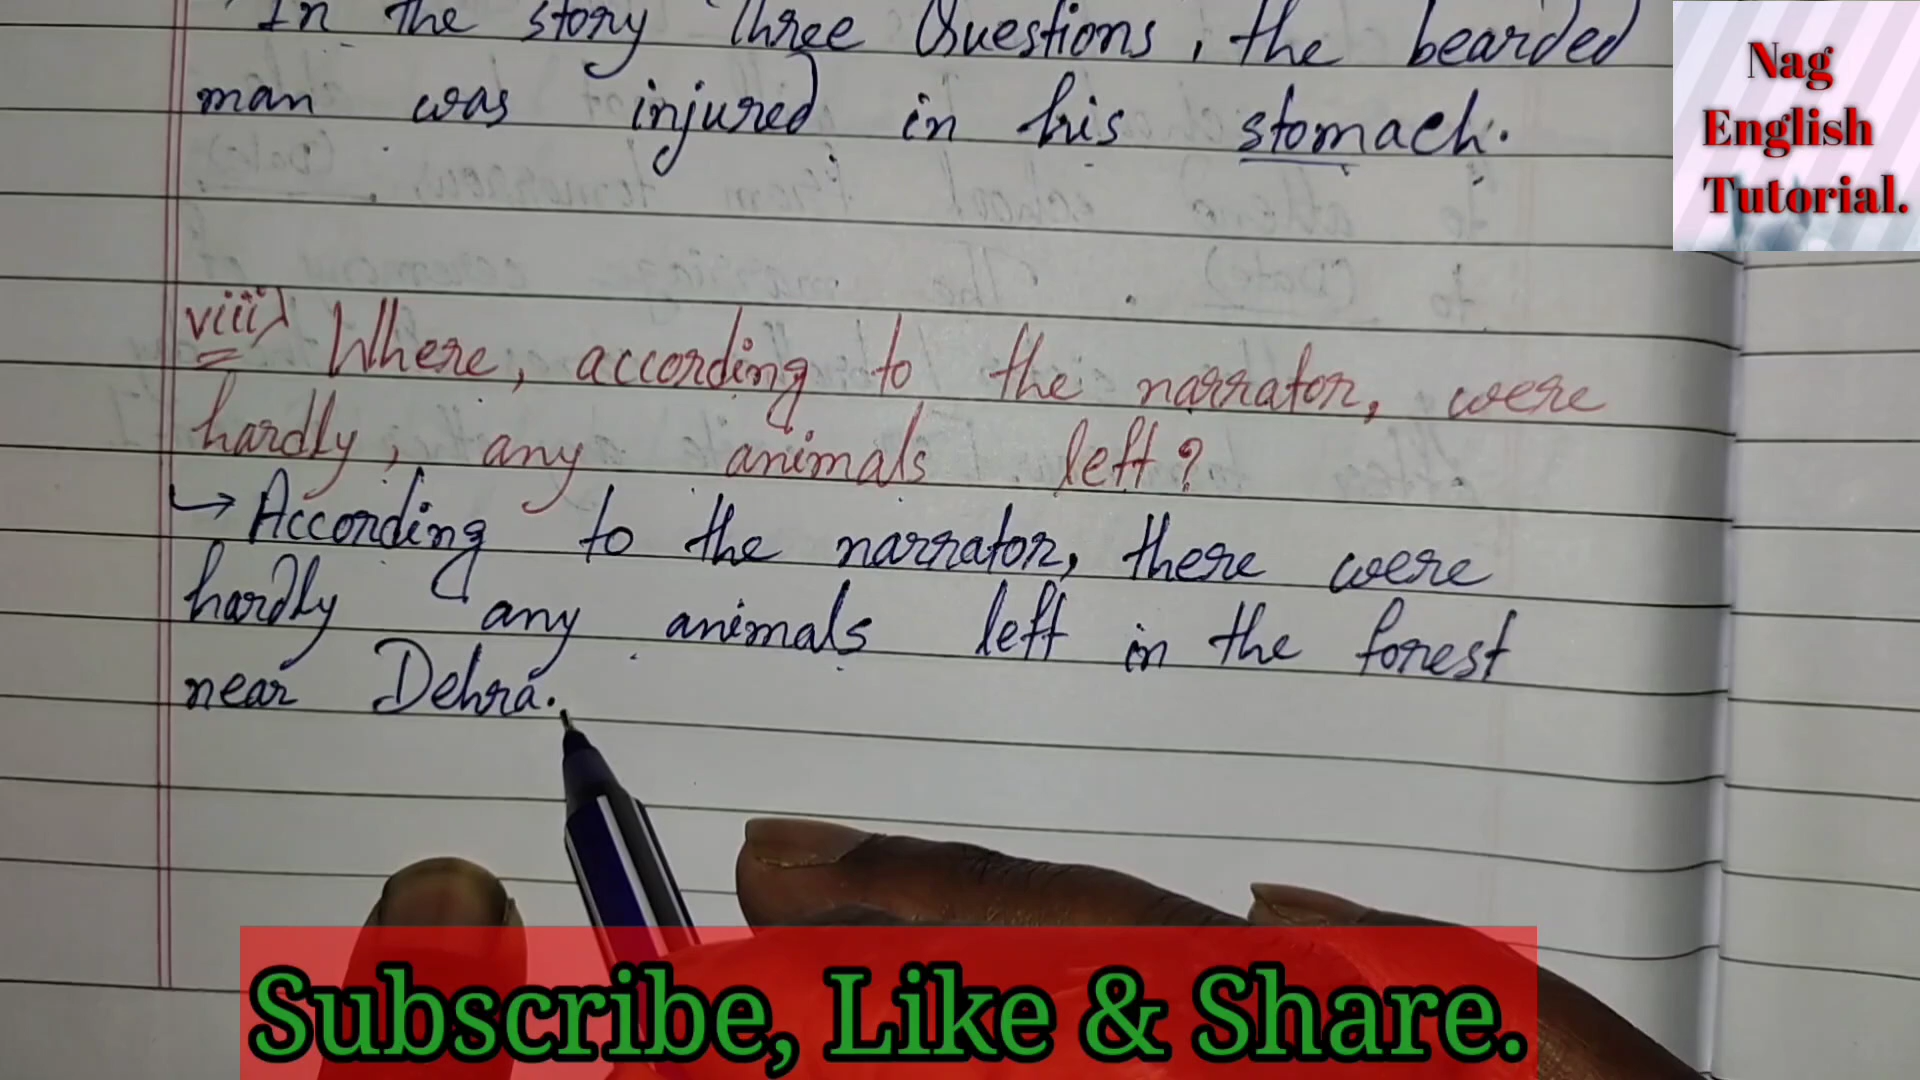 In the story Three Questions, the bearded
man was injured in his stomach.
viii) Where, according to the narrator, were
hardly, any animals left?
→ According to the narrator, there were
hardly any animals left in the forest
near Dehra.
Nag
English
Tutorial.
Subscribe, Like & Share.